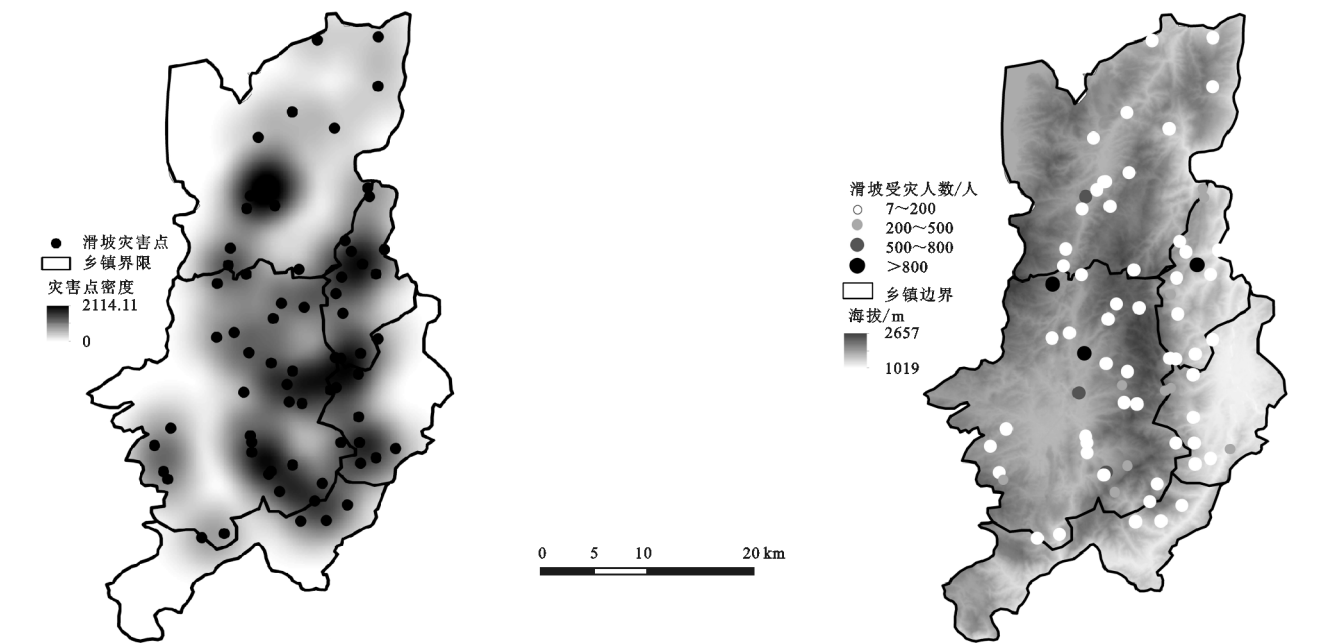 滑坡灾害点
乡镇界限
灾害点密度
2114.11
0
0 5 10 20 km
滑坡受灾人数/人
7～200
200～500
500～800
＞800
乡镇边界
海拔/m
2657
1019